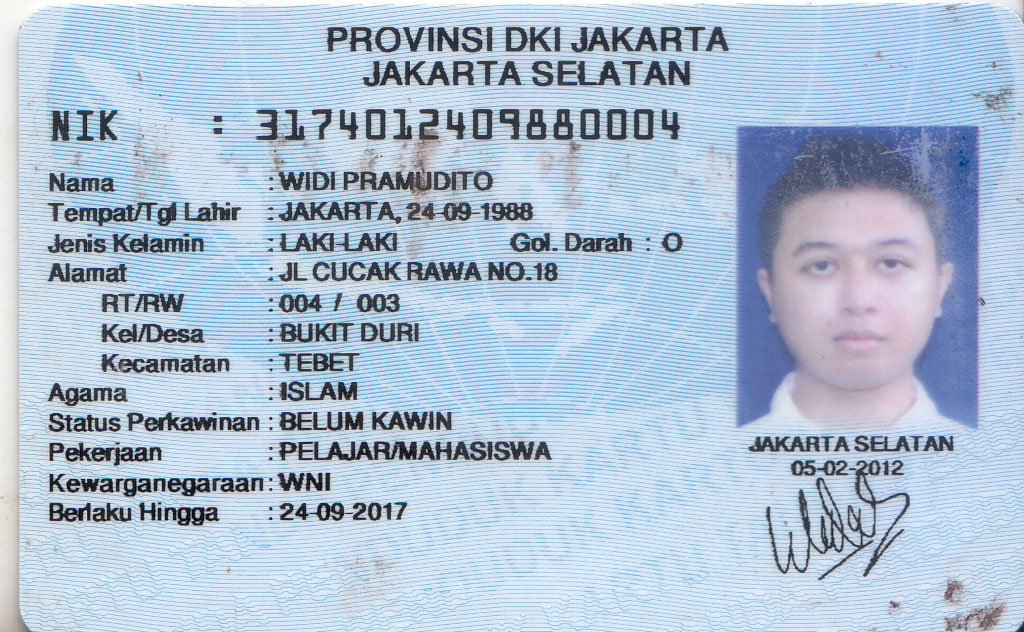 PROVINSI DKI JAKARTA
JAKARTA SELATAN
NIK : 3174012409880004
Nama : WIDI PRAMUDITO
Tempat/Tgl Lahir : JAKARTA, 24-09-1988
Jenis Kelamin : LAKI-LAKI Gol. Darah : O
Alamat : JL CUCAK RAWA NO.18
RT/RW : 004 / 003
Kel/Desa : BUKIT DURI
Kecamatan : TEBET
Agama : ISLAM
Status Perkawinan : BELUM KAWIN
Pekerjaan : PELAJAR/MAHASISWA
Kewarganegaraan : WNI
Berlaku Hingga : 24-09-2017
JAKARTA SELATAN
05-02-2012